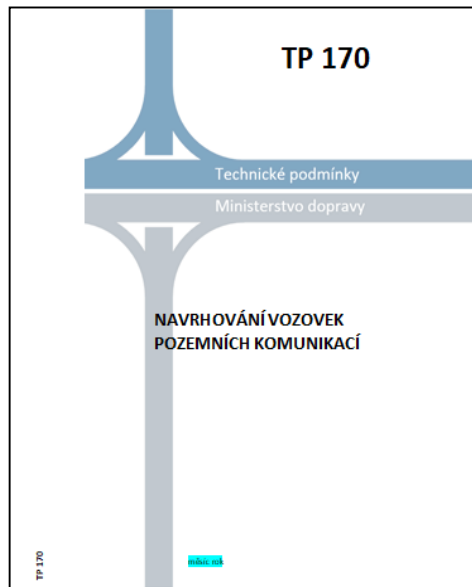 TP 170
Technické podmínky
Ministerstvo dopravy
NAVRHOVÁNÍ VOZOVEK
POZEMNÍCH KOMUNIKACÍ
TP 170
měsíc rok